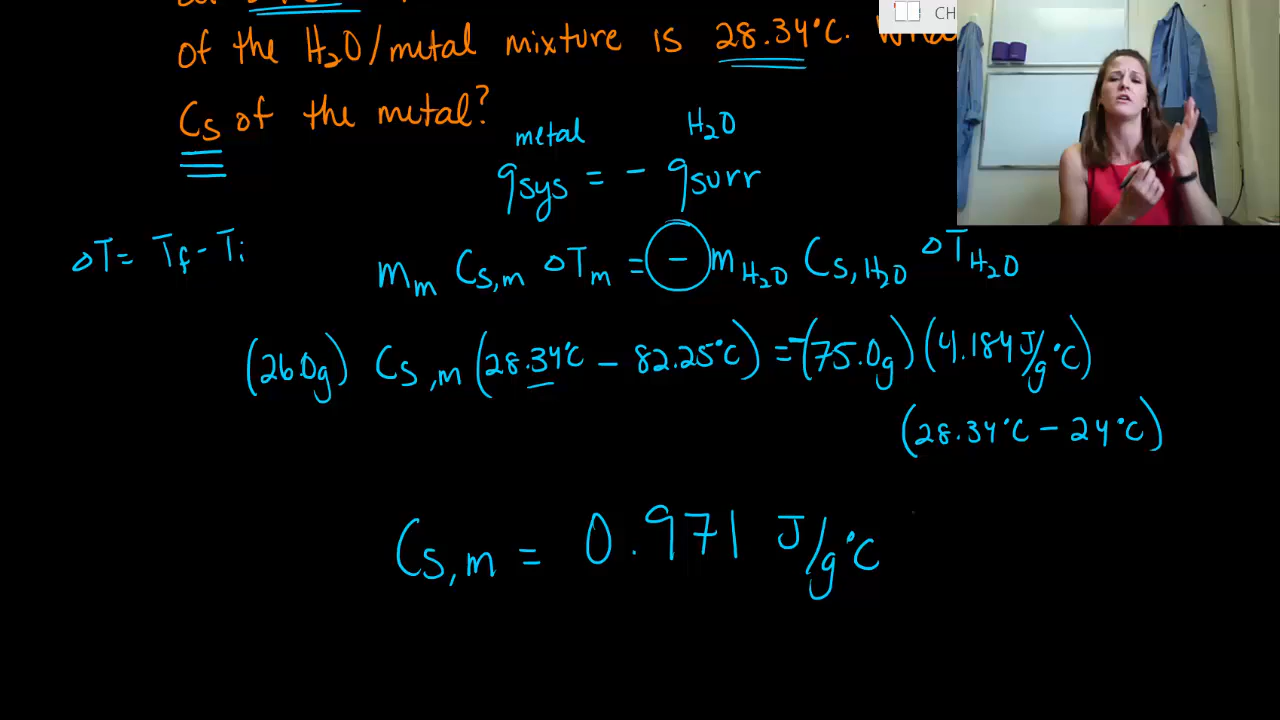 CH
of the H₂O/metal mixture is 28.34°C.
Cs of the metal?
metal H₂O
qsys = - qsurr
ΔT = Tf - Ti
mm Cs,m ΔTm = - mH₂O Cs,H₂O ΔTH₂O
(26.0g) Cs,m (28.34°C - 82.25°C) = -(75.0g) (4.184 J/g°C)
(28.34°C - 24°C)
Cs,m = 0.971 J/g°C